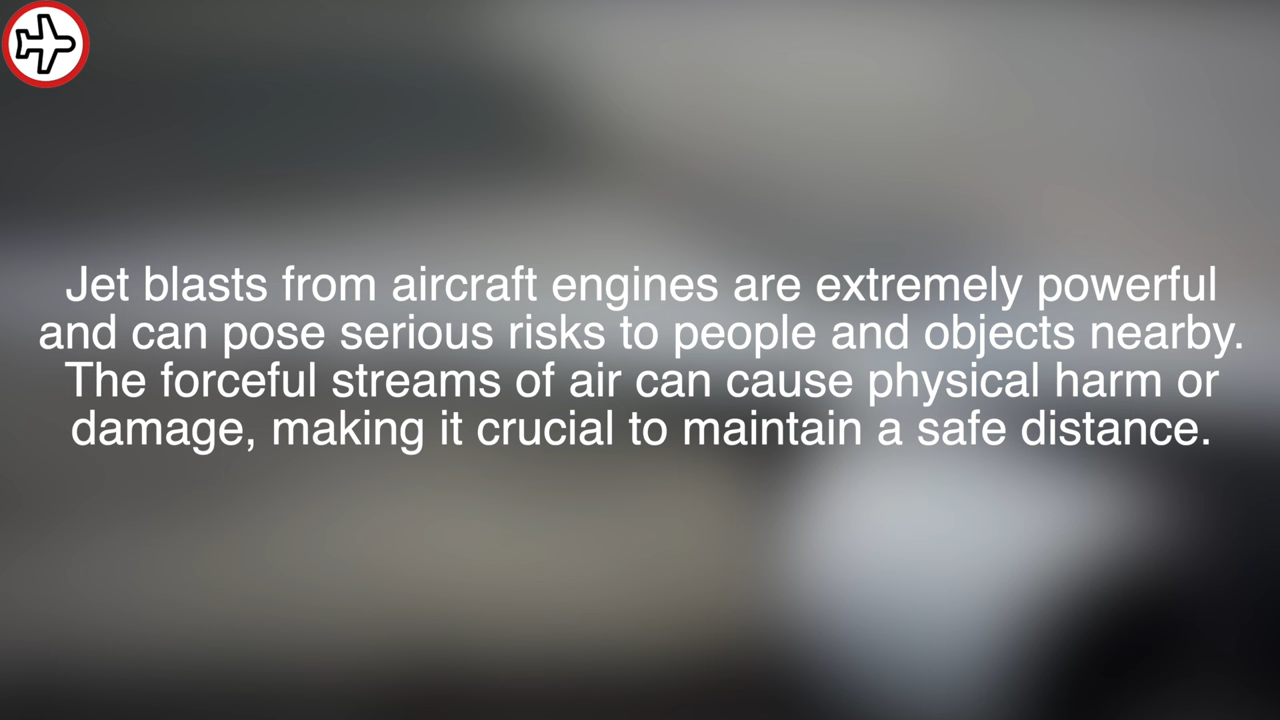 Jet blasts from aircraft engines are extremely powerful
and can pose serious risks to people and objects nearby.
The forceful streams of air can cause physical harm or
damage, making it crucial to maintain a safe distance.